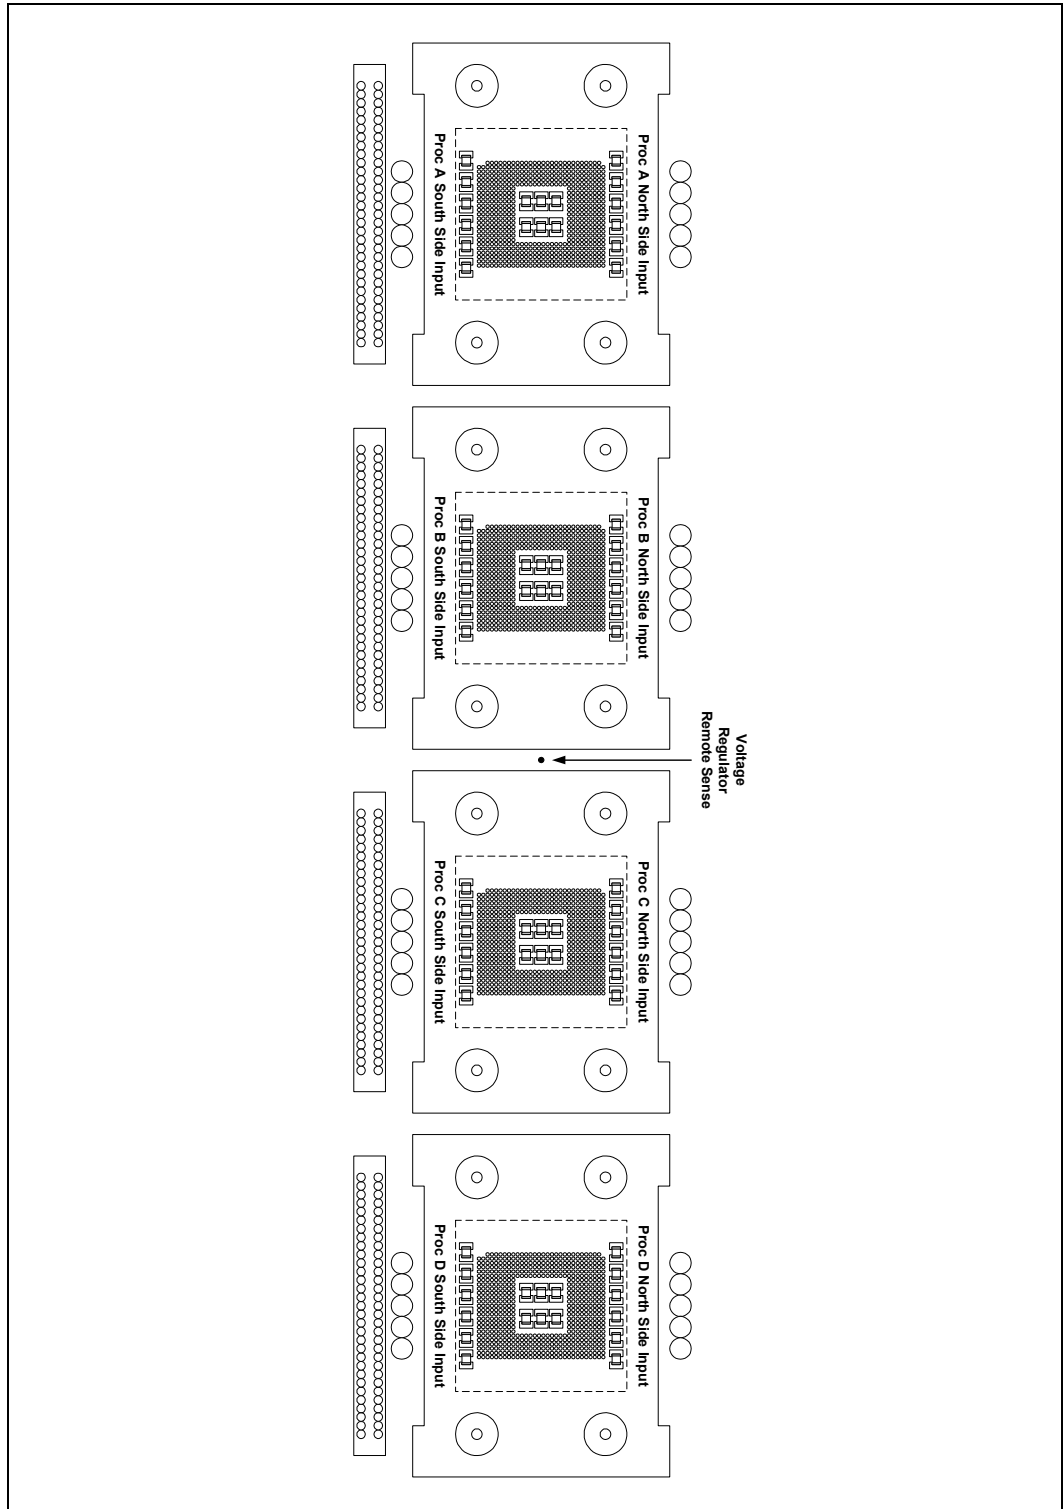 Proc A South Side Input
Proc A North Side Input
Proc B South Side Input
Proc B North Side Input
Voltage
Regulator
Remote Sense
Proc C South Side Input
Proc C North Side Input
Proc D South Side Input
Proc D North Side Input